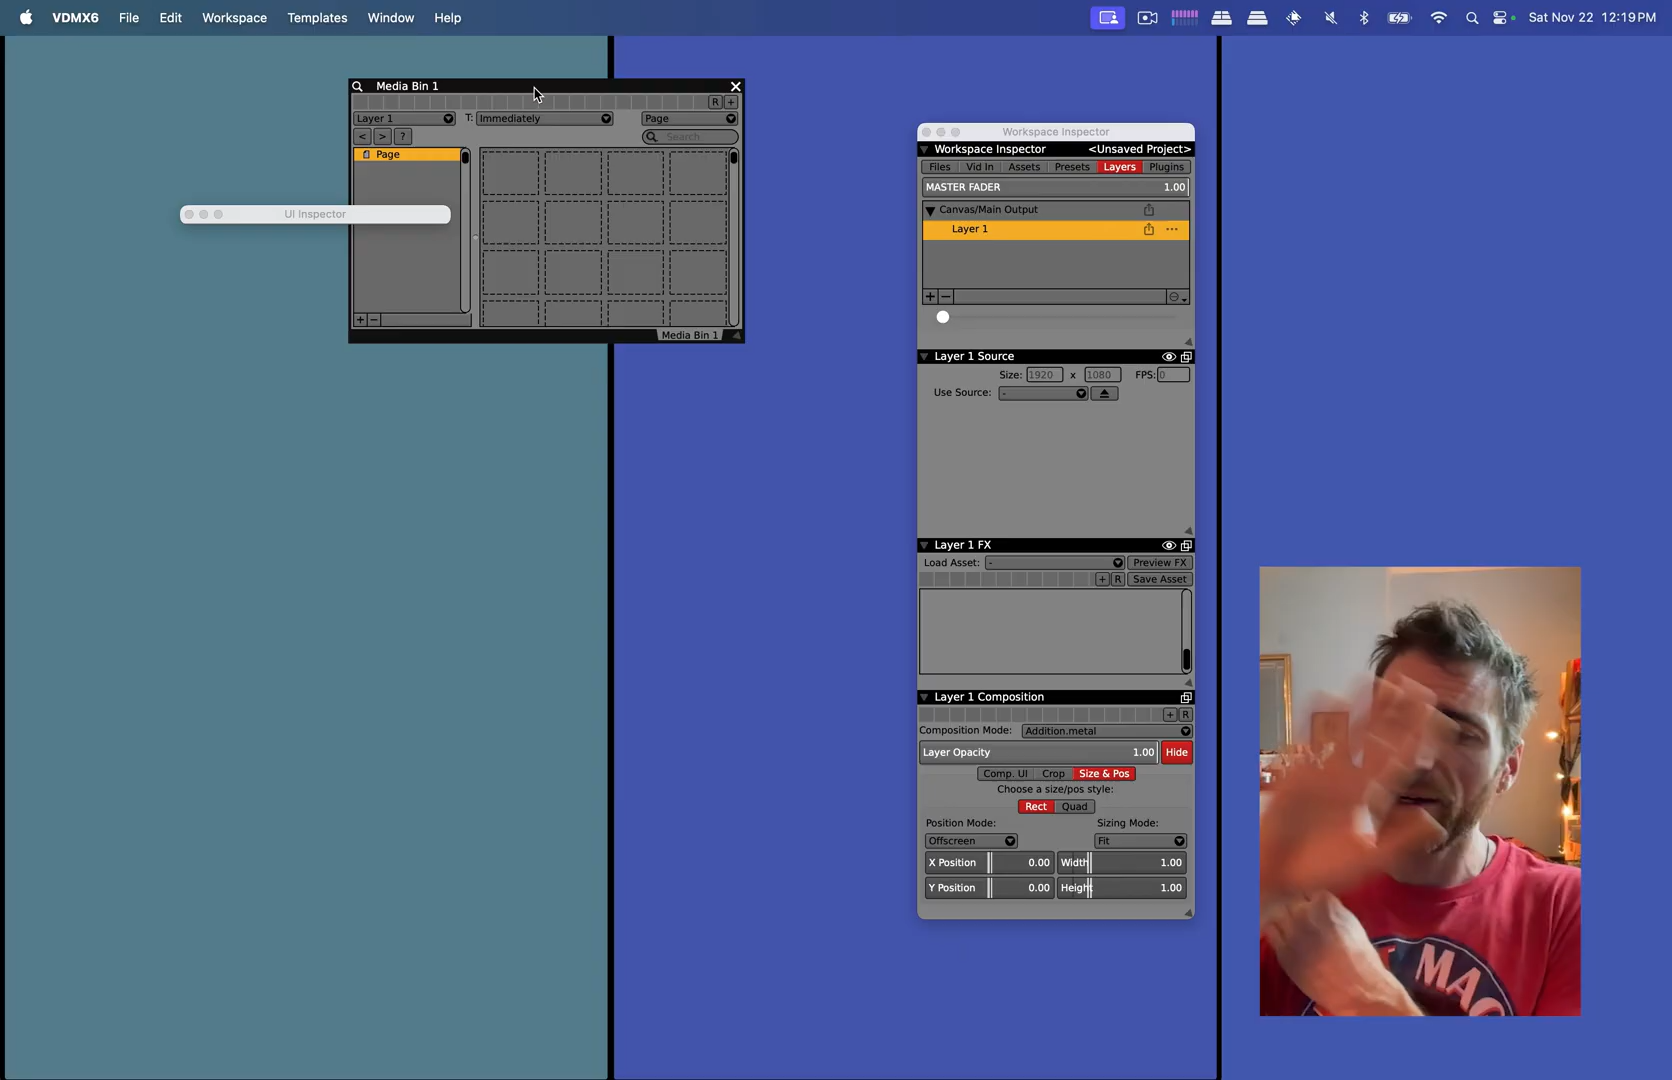 VDMX6 File Edit Workspace Templates Window Help Sat Nov 22 12:19 PM
Media Bin 1
R +
Layer 1 T: Immediately Page
< > ? Search
Page
UI Inspector
+ −
Media Bin 1
Workspace Inspector
Workspace Inspector <Unsaved Project>
Files Vid In Assets Presets Layers Plugins
MASTER FADER 1.00
Canvas/Main Output
Layer 1
+ −
Layer 1 Source
Size: 1920 x 1080 FPS: 0
Use Source: -
Layer 1 FX
Load Asset: - Preview FX
+ R Save Asset
Layer 1 Composition
+ R
Composition Mode: Addition.metal
Layer Opacity 1.00 Hide
Comp. UI Crop Size & Pos
Choose a size/pos style:
Rect Quad
Position Mode: Sizing Mode:
Offscreen Fit
X Position 0.00 Width 1.00
Y Position 0.00 Height 1.00